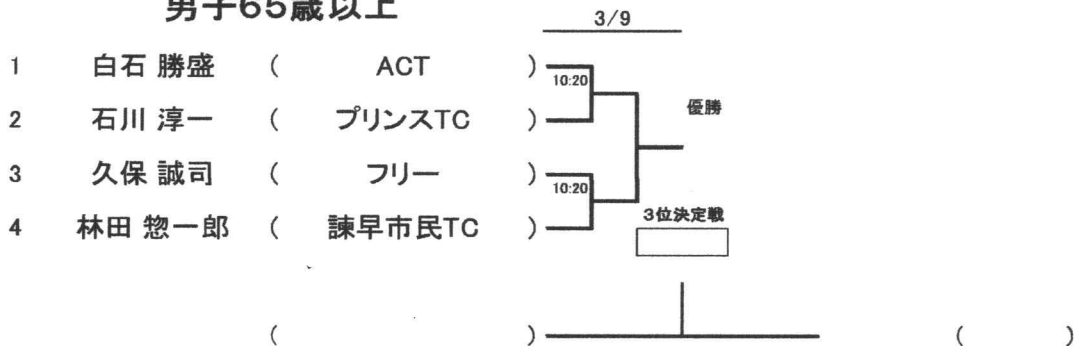 男子65歳以上
3/9
1 白石 勝盛 ( ACT )
10:20
2 石川 淳一 ( プリンスTC )
優勝
3 久保 誠司 ( フリー )
10:20
4 林田 惣一郎 ( 諫早市民TC )
3位決定戦
( ) ( )